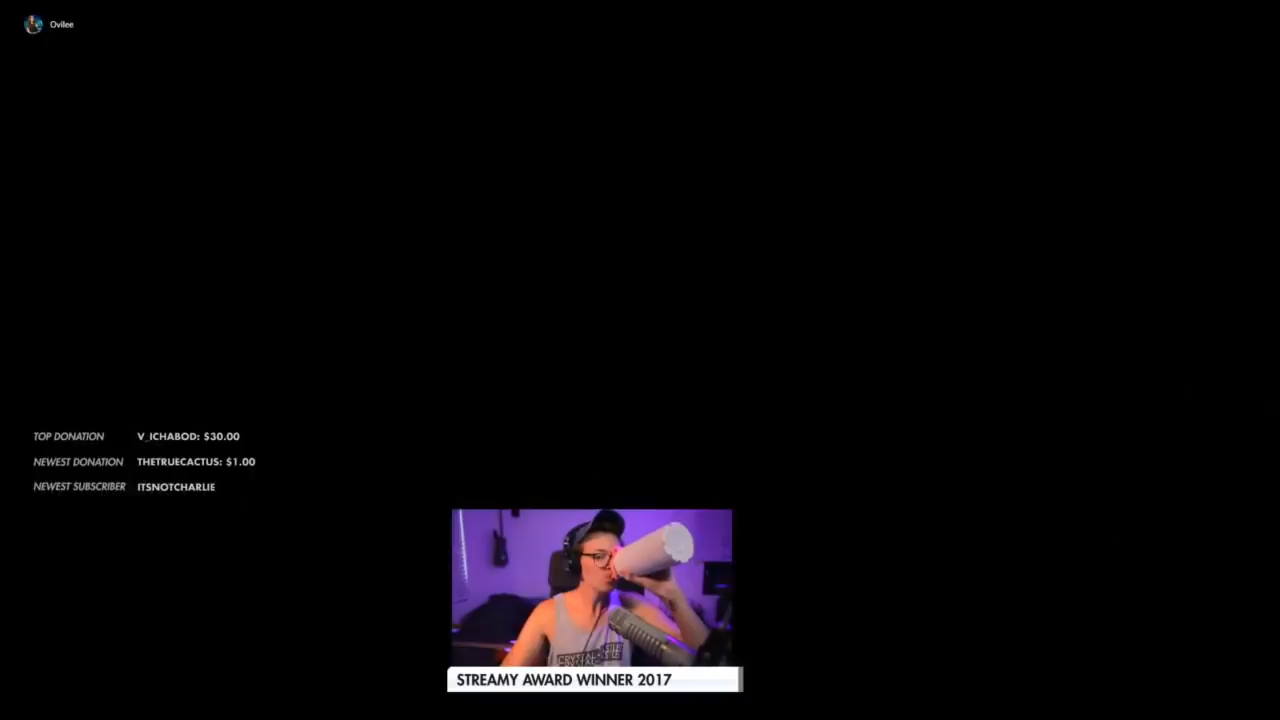 Ovilee
TOP DONATION V_ICHABOD: $30.00
NEWEST DONATION THETRUECACTUS: $1.00
NEWEST SUBSCRIBER ITSNOTCHARLIE
STREAMY AWARD WINNER 2017